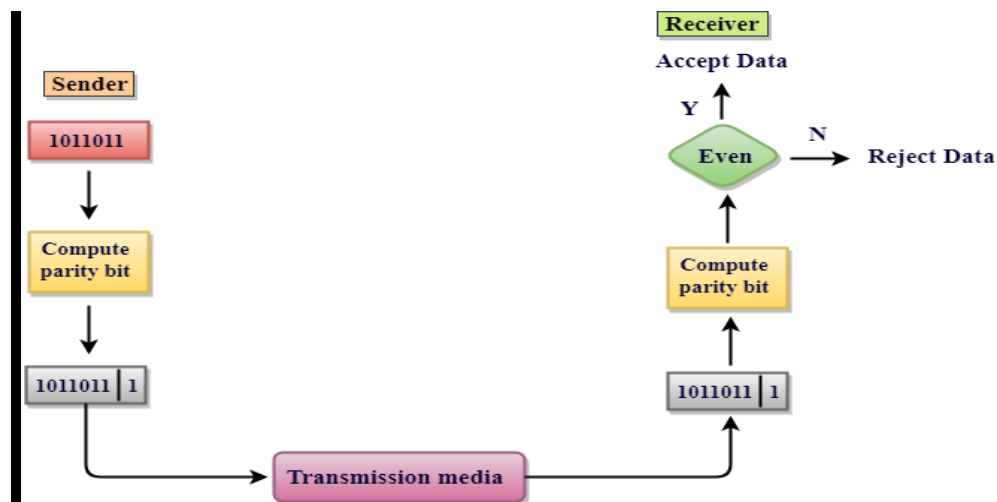 Sender
1011011
Compute
parity bit
1011011 | 1
Transmission media
Receiver
Accept Data
Y
Even
N
Reject Data
Compute
parity bit
1011011 | 1